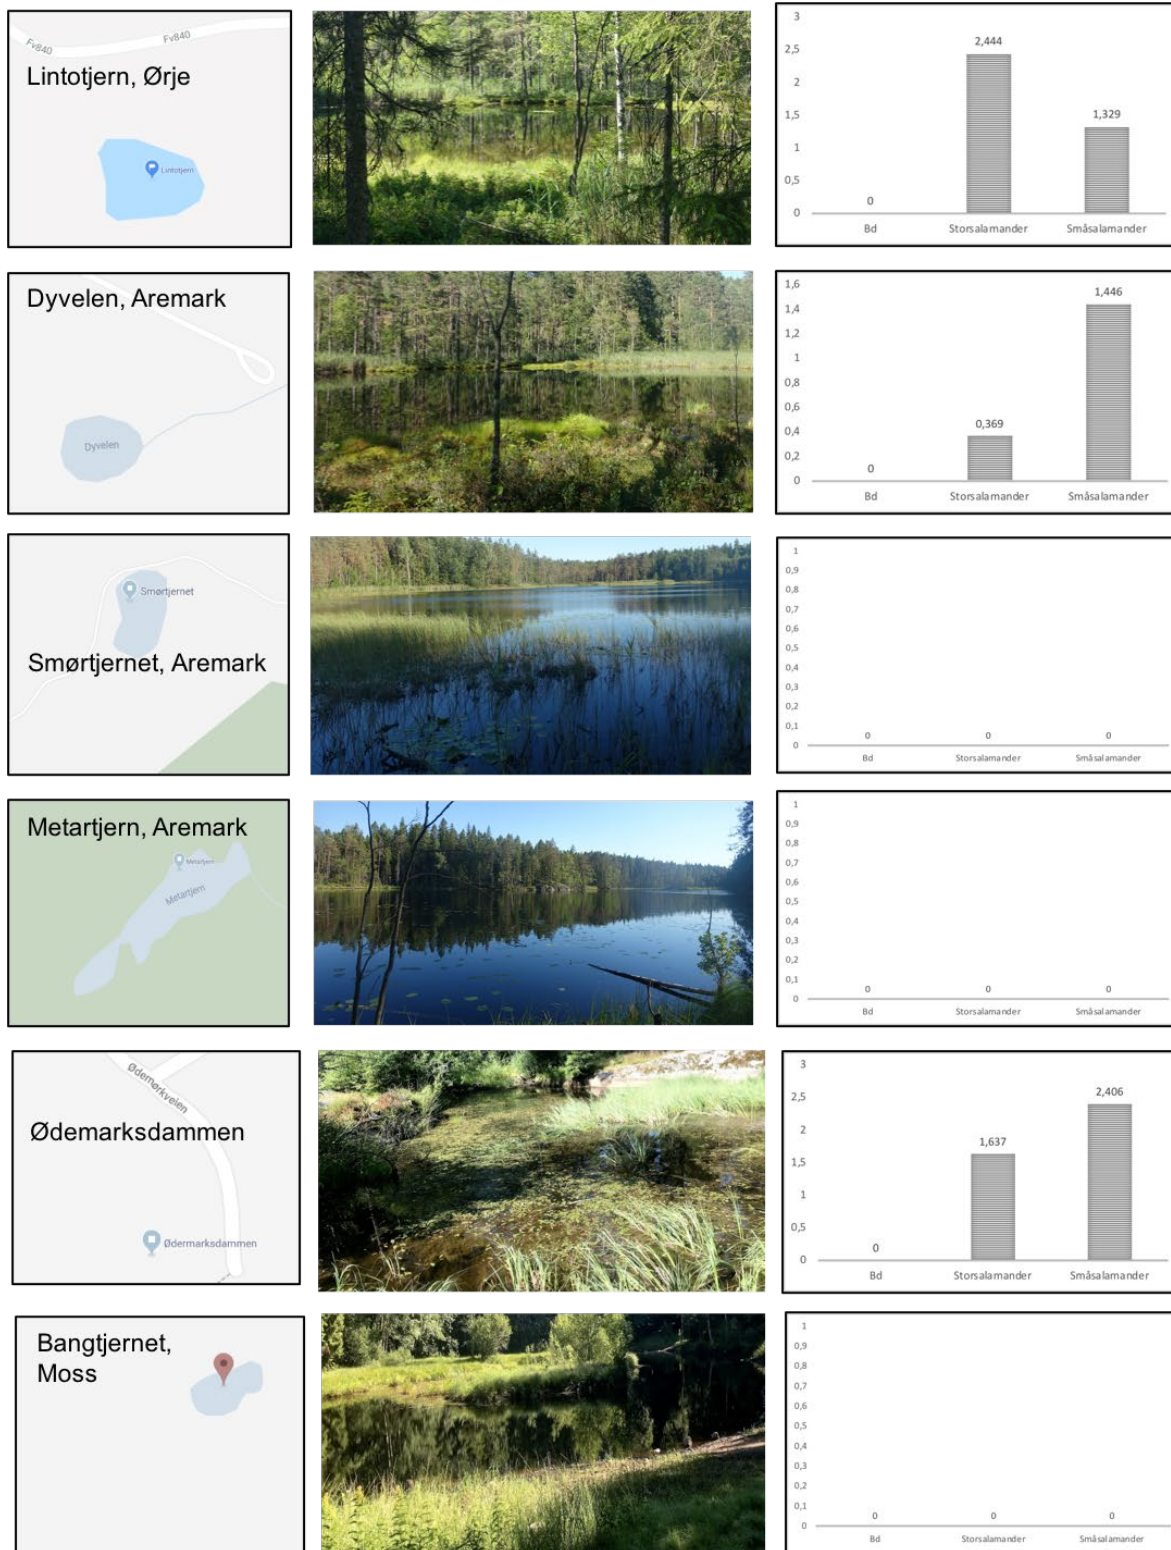 Fv840
Fv840
Lintotjern, Ørje
Lintotjern
3
2,5
2
1,5
1
0,5
0
0
2,444
1,329
Bd
Storsalamander
Småsalamander
Dyvelen, Aremark
Dyvelen
1,6
1,4
1,2
1
0,8
0,6
0,4
0,2
0
0
0,369
1,446
Bd
Storsalamander
Småsalamander
Smørtjernet
Smørtjernet, Aremark
1
0,9
0,8
0,7
0,6
0,5
0,4
0,3
0,2
0,1
0
0
0
0
Bd
Storsalamander
Småsalamander
Metartjern, Aremark
Metartjern
Metartjern
1
0,9
0,8
0,7
0,6
0,5
0,4
0,3
0,2
0,1
0
0
0
0
Bd
Storsalamander
Småsalamander
Ødemørkveien
Ødemarksdammen
Ødermarksdammen
3
2,5
2
1,5
1
0,5
0
0
1,637
2,406
Bd
Storsalamander
Småsalamander
Bangtjernet,
Moss
1
0,9
0,8
0,7
0,6
0,5
0,4
0,3
0,2
0,1
0
0
0
0
Bd
Storsalamander
Småsalamander